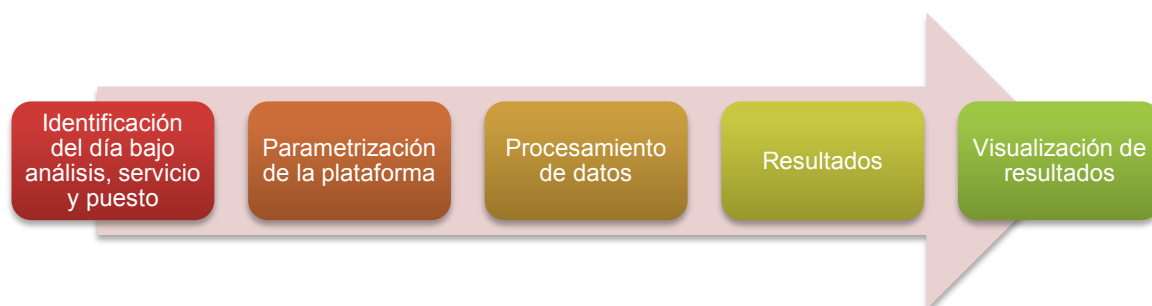 Identificación
del día bajo
análisis, servicio
y puesto
Parametrización
de la plataforma
Procesamiento
de datos
Resultados
Visualización de
resultados